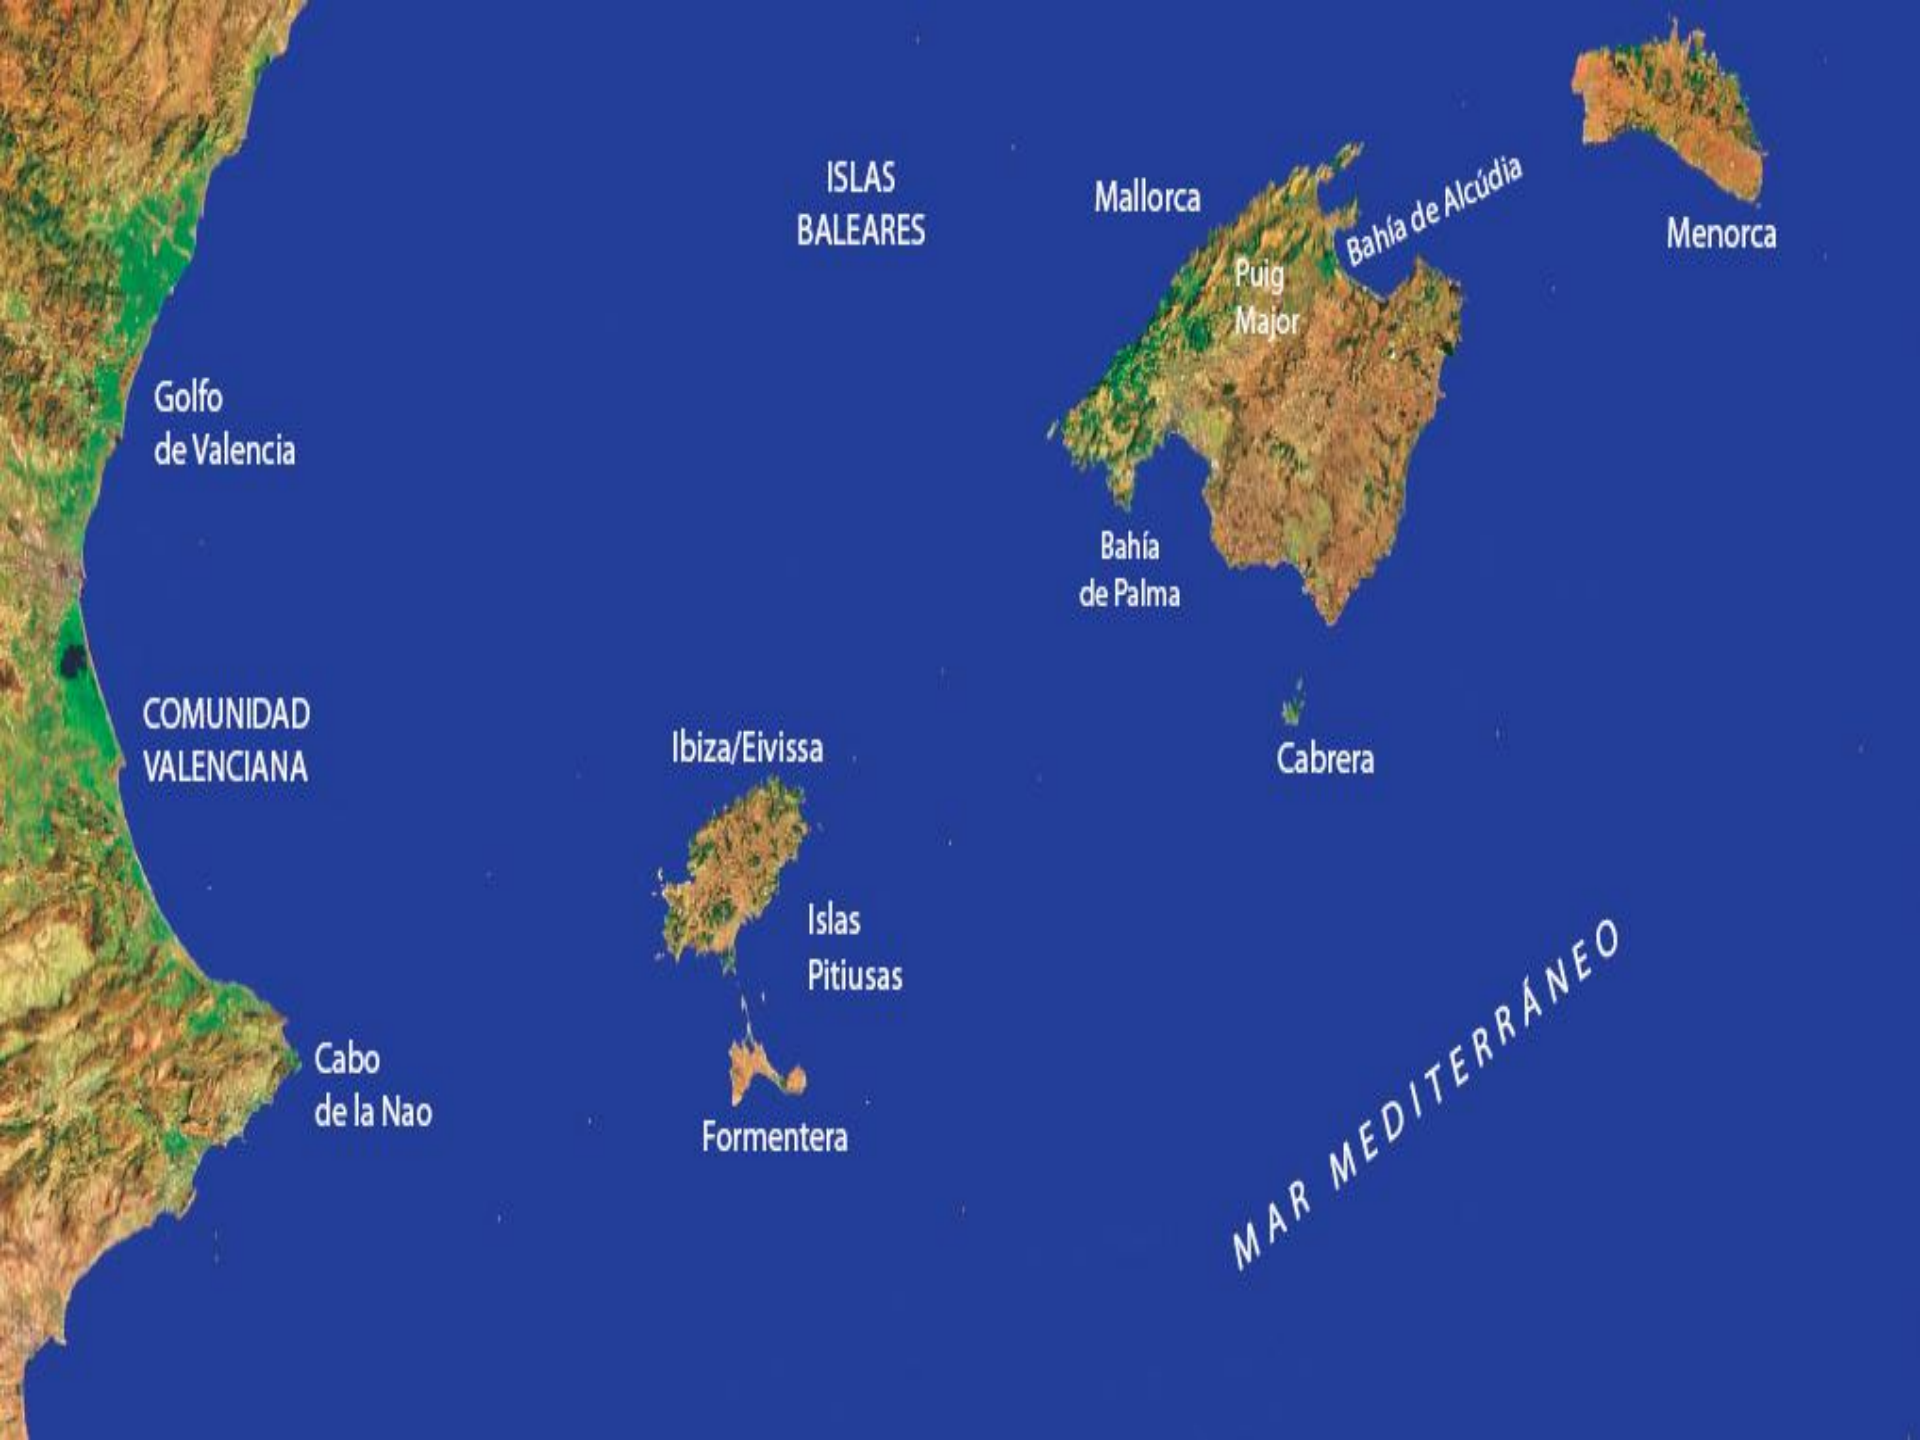 ISLAS
BALEARES
Mallorca
Bahía de Alcúdia
Menorca
Puig
Major
Golfo
de Valencia
Bahía
de Palma
COMUNIDAD
VALENCIANA
Ibiza/Eivissa
Cabrera
Islas
Pitiusas
Cabo
de la Nao
Formentera
MAR MEDITERRÁNEO